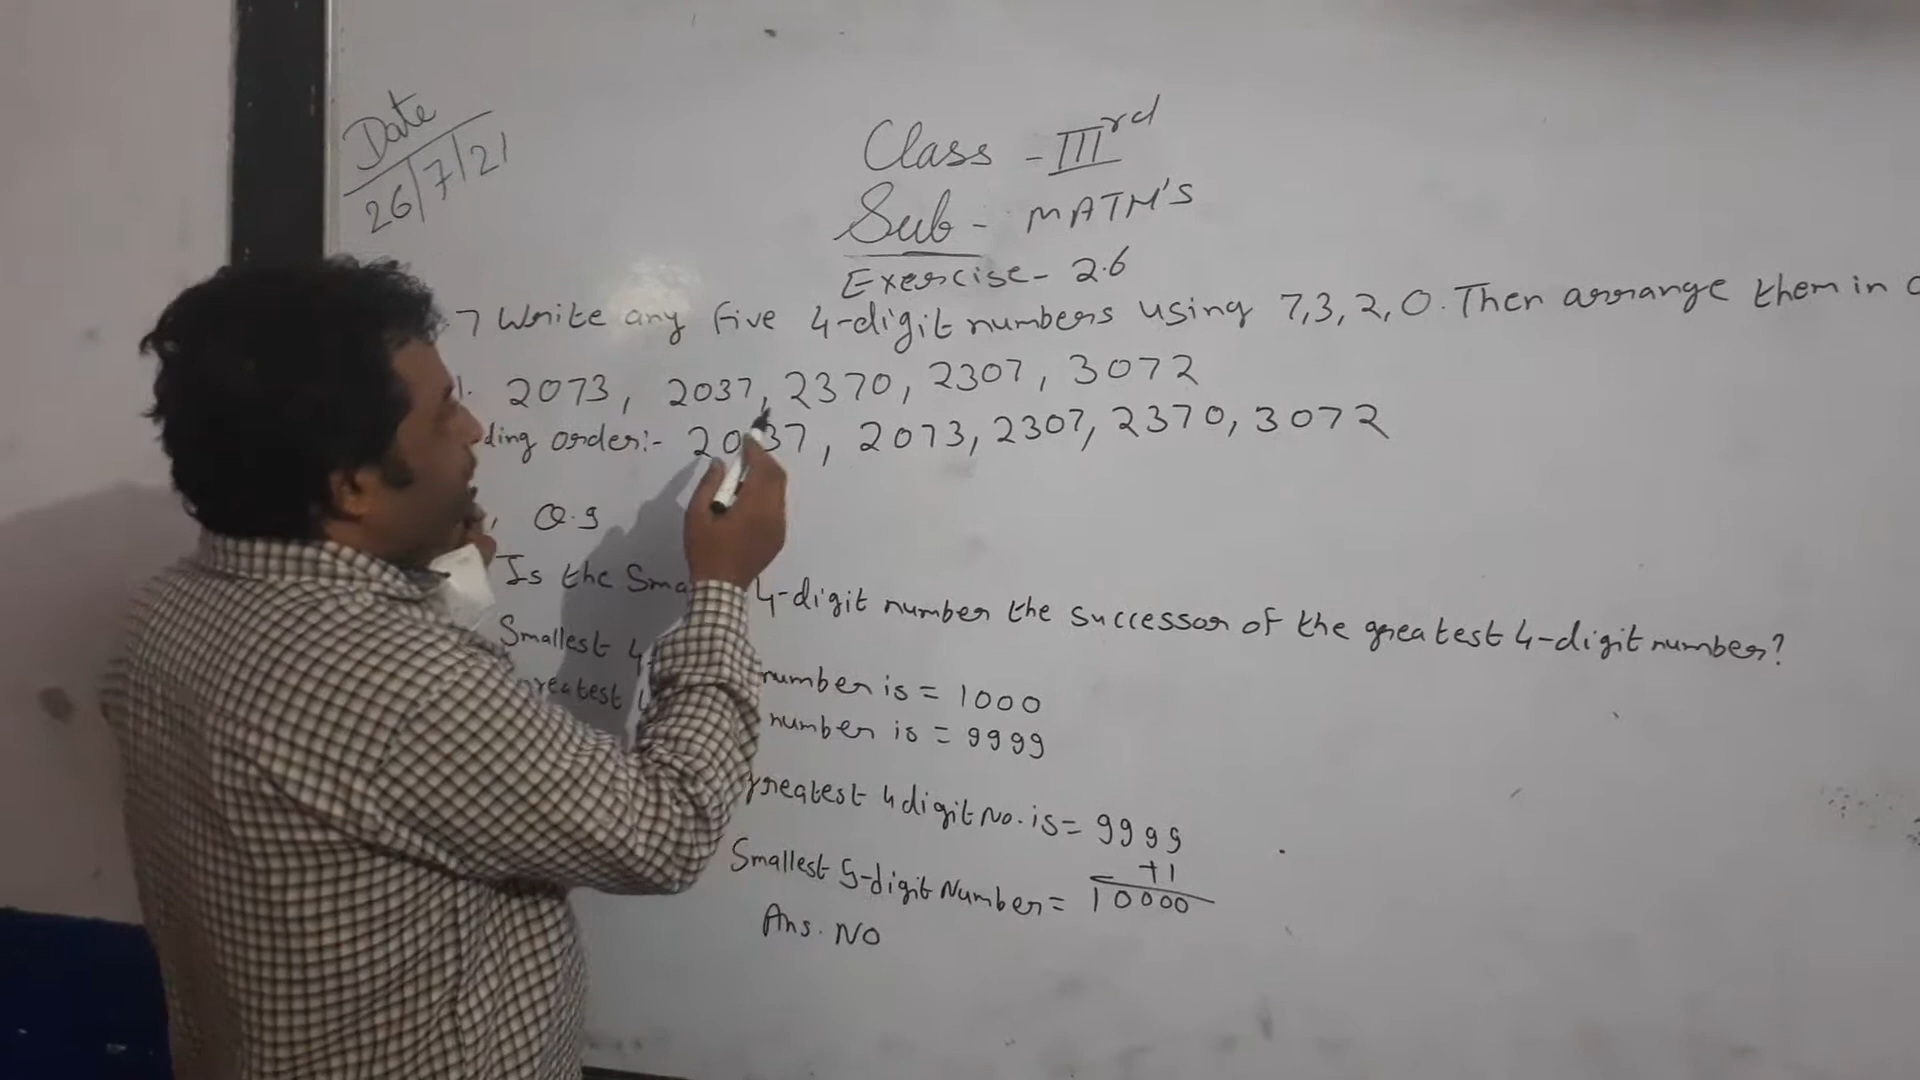 Date
26/7/21
Class - IIIrd
Sub - MATH'S
Exercise - 2.6
7 Write any five 4-digit numbers using 7,3,2,0. Then arrange them in
2073, 2037, 2370, 2307, 3072
ding order:- 2037, 2073, 2307, 2370, 3072
Q.9
Is the Sma 4-digit number the successor of the greatest 4-digit number?
Smallest 4 number is = 1000
greatest 4 number is = 9999
greatest 4 digit No. is = 9999
+1
Smallest 5-digit Number = 10000
Ans. NO